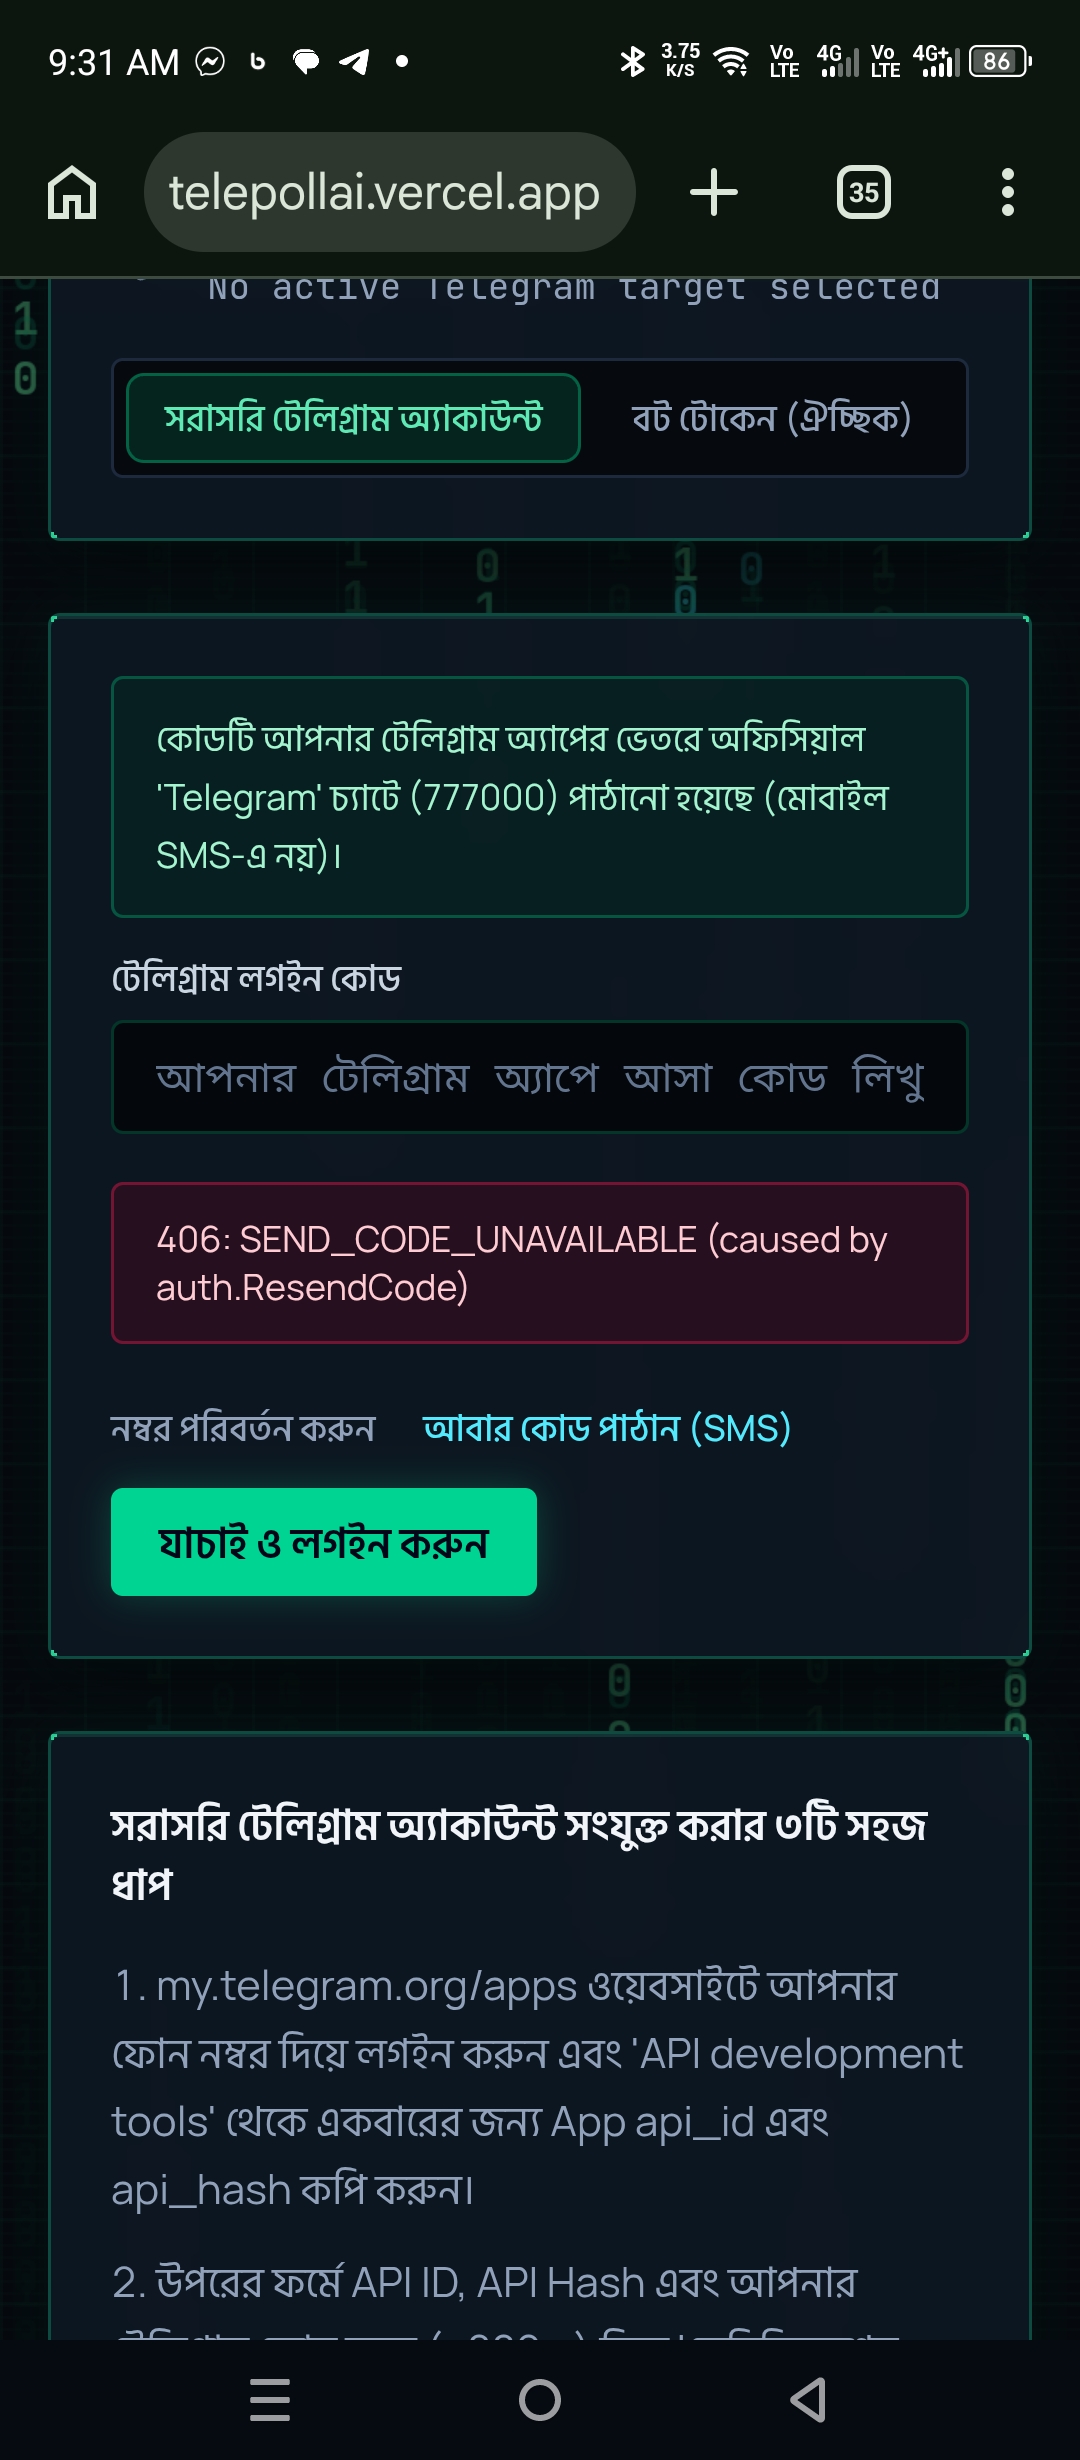 9:31 AM
3.75 K/S
Vo LTE 4G Vo LTE 4G+ 86
telepollai.vercel.app
35
No active Telegram target selected
সরাসরি টেলিগ্রাম অ্যাকাউন্ট
বট টোকেন (ঐচ্ছিক)
কোডটি আপনার টেলিগ্রাম অ্যাপের ভেতরে অফিসিয়াল
'Telegram' চ্যাটে (777000) পাঠানো হয়েছে (মোবাইল
SMS-এ নয়)।
টেলিগ্রাম লগইন কোড
আপনার টেলিগ্রাম অ্যাপে আসা কোড লিখু
406: SEND_CODE_UNAVAILABLE (caused by
auth.ResendCode)
নম্বর পরিবর্তন করুন
আবার কোড পাঠান (SMS)
যাচাই ও লগইন করুন
সরাসরি টেলিগ্রাম অ্যাকাউন্ট সংযুক্ত করার ৩টি সহজ
ধাপ
1. my.telegram.org/apps ওয়েবসাইটে আপনার
ফোন নম্বর দিয়ে লগইন করুন এবং 'API development
tools' থেকে একবারের জন্য App api_id এবং
api_hash কপি করুন।
2. উপরের ফর্মে API ID, API Hash এবং আপনার